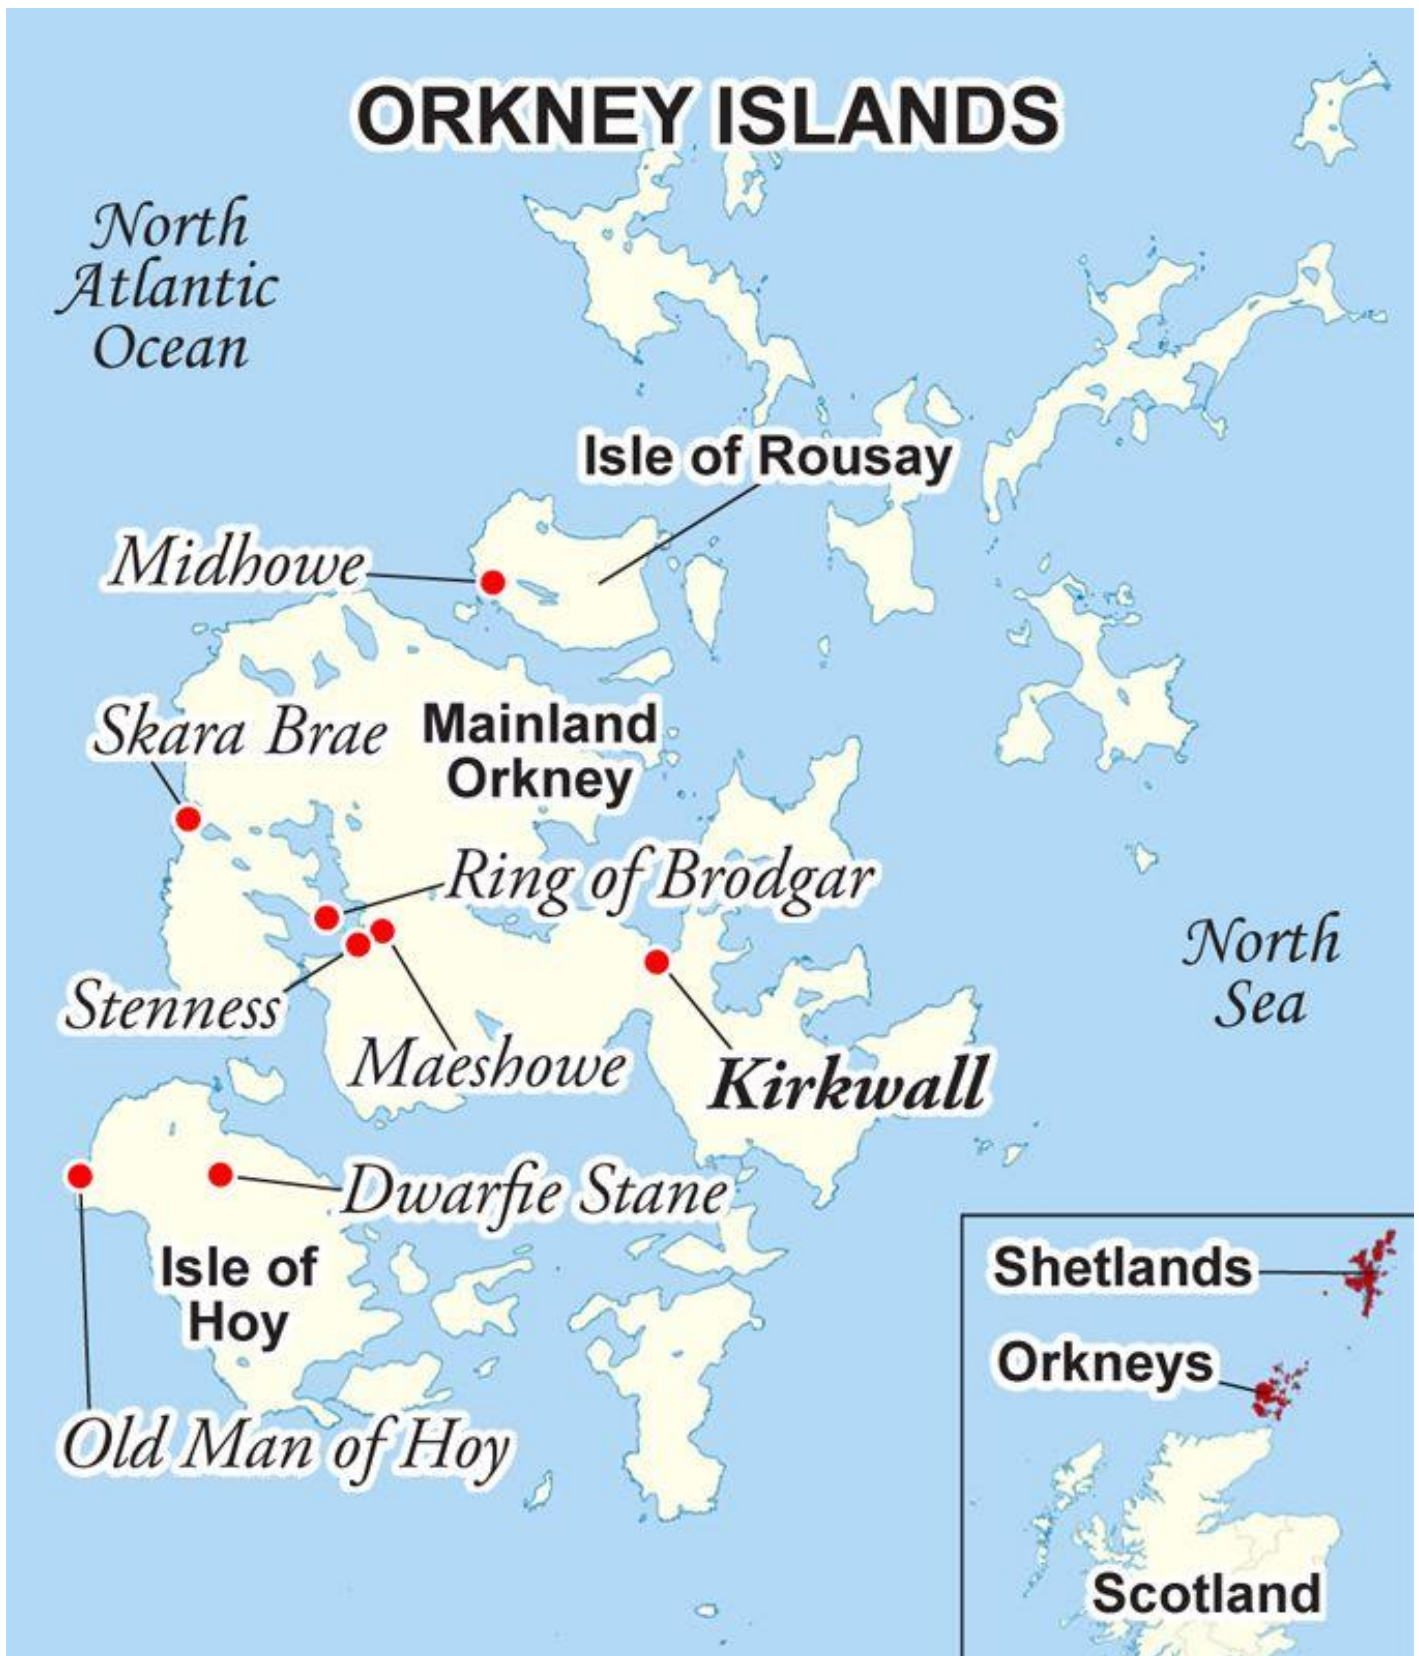 ORKNEY ISLANDS
North
Atlantic
Ocean
Isle of Rousay
Midhowe
Skara Brae
Mainland
Orkney
Ring of Brodgar
North
Sea
Stenness
Maeshowe
Kirkwall
Dwarfie Stane
Isle of
Hoy
Old Man of Hoy
Shetlands
Orkneys
Scotland